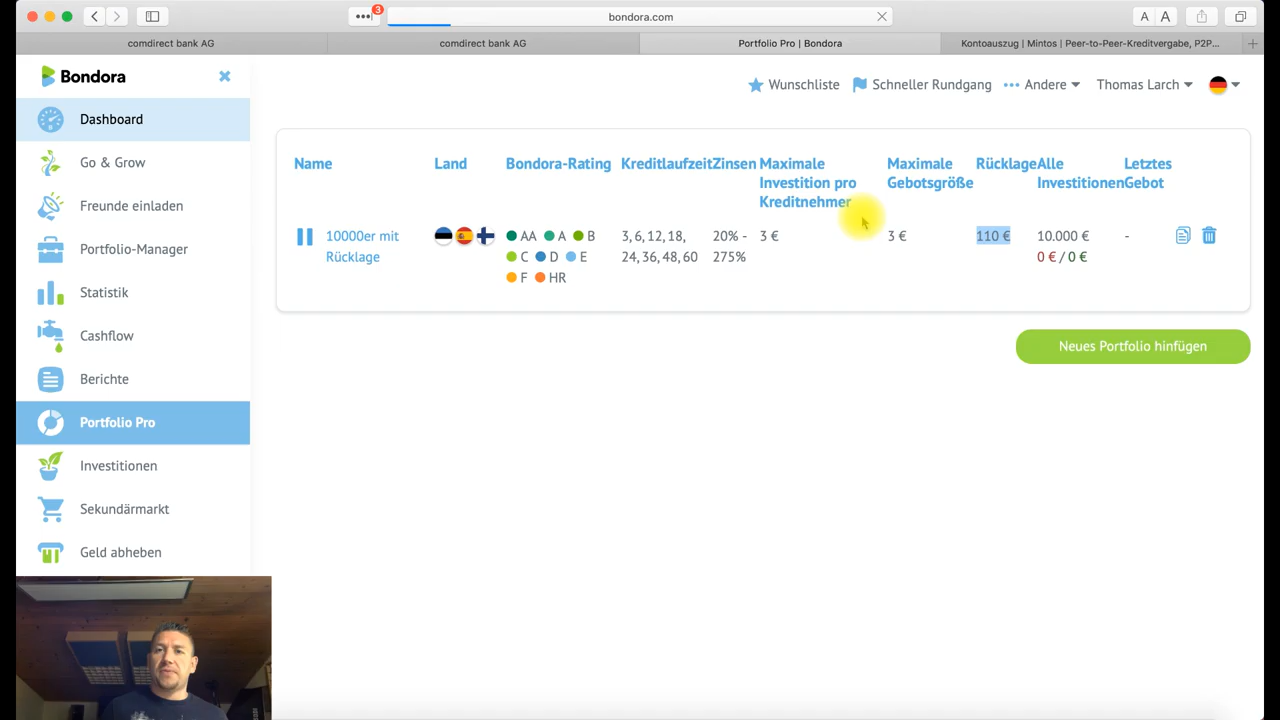 3
bondora.com
A A
comdirect bank AG
comdirect bank AG
Portfolio Pro | Bondora
Kontoauszug | Mintos | Peer-to-Peer-Kreditvergabe, P2P...
Bondora
Wunschliste
Schneller Rundgang
Andere
Thomas Larch
Dashboard
Go & Grow
Freunde einladen
Portfolio-Manager
Statistik
Cashflow
Berichte
Portfolio Pro
Investitionen
Sekundärmarkt
Geld abheben
Name
Land
Bondora-Rating
Kreditlaufzeit
Zinsen
Maximale
Investition pro
Kreditnehmer
Maximale
Gebotsgröße
Rücklage
Alle
Investitionen
Letztes
Gebot
10000er mit
Rücklage
AA A B
C D E
F HR
3, 6, 12, 18,
24, 36, 48, 60
20% -
275%
3 €
3 €
110 €
10.000 €
0 € / 0 €
-
Neues Portfolio hinfügen